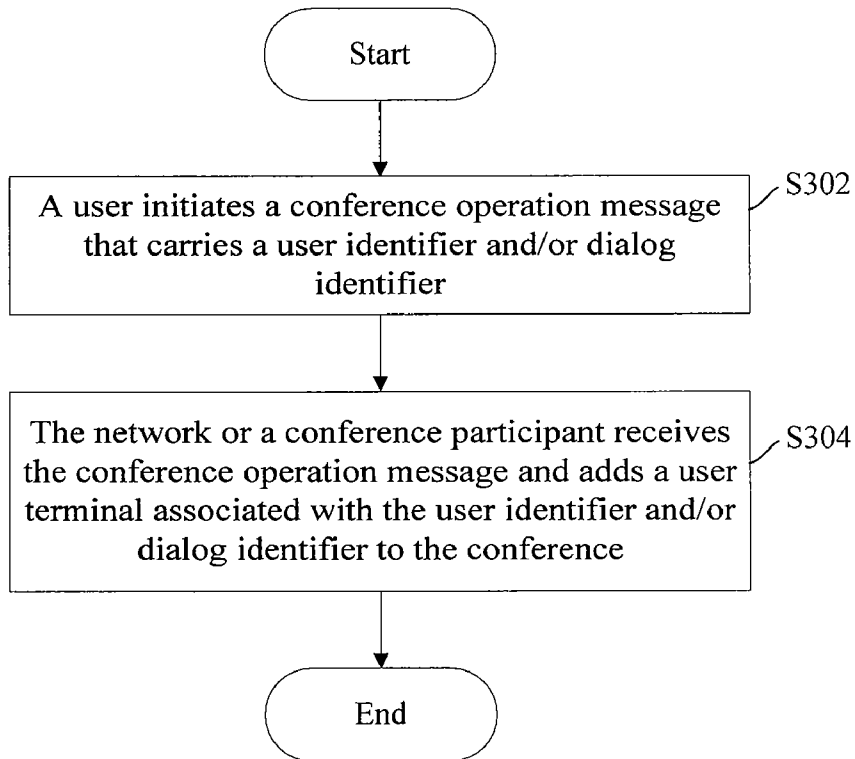 Start
A user initiates a conference operation message
that carries a user identifier and/or dialog
identifier
S302
The network or a conference participant receives
the conference operation message and adds a user
terminal associated with the user identifier and/or
dialog identifier to the conference
S304
End